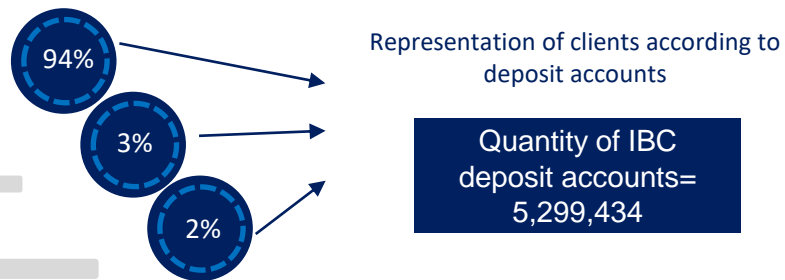 94%
3%
2%
Representation of clients according to
deposit accounts
Quantity of IBC
deposit accounts=
5,299,434